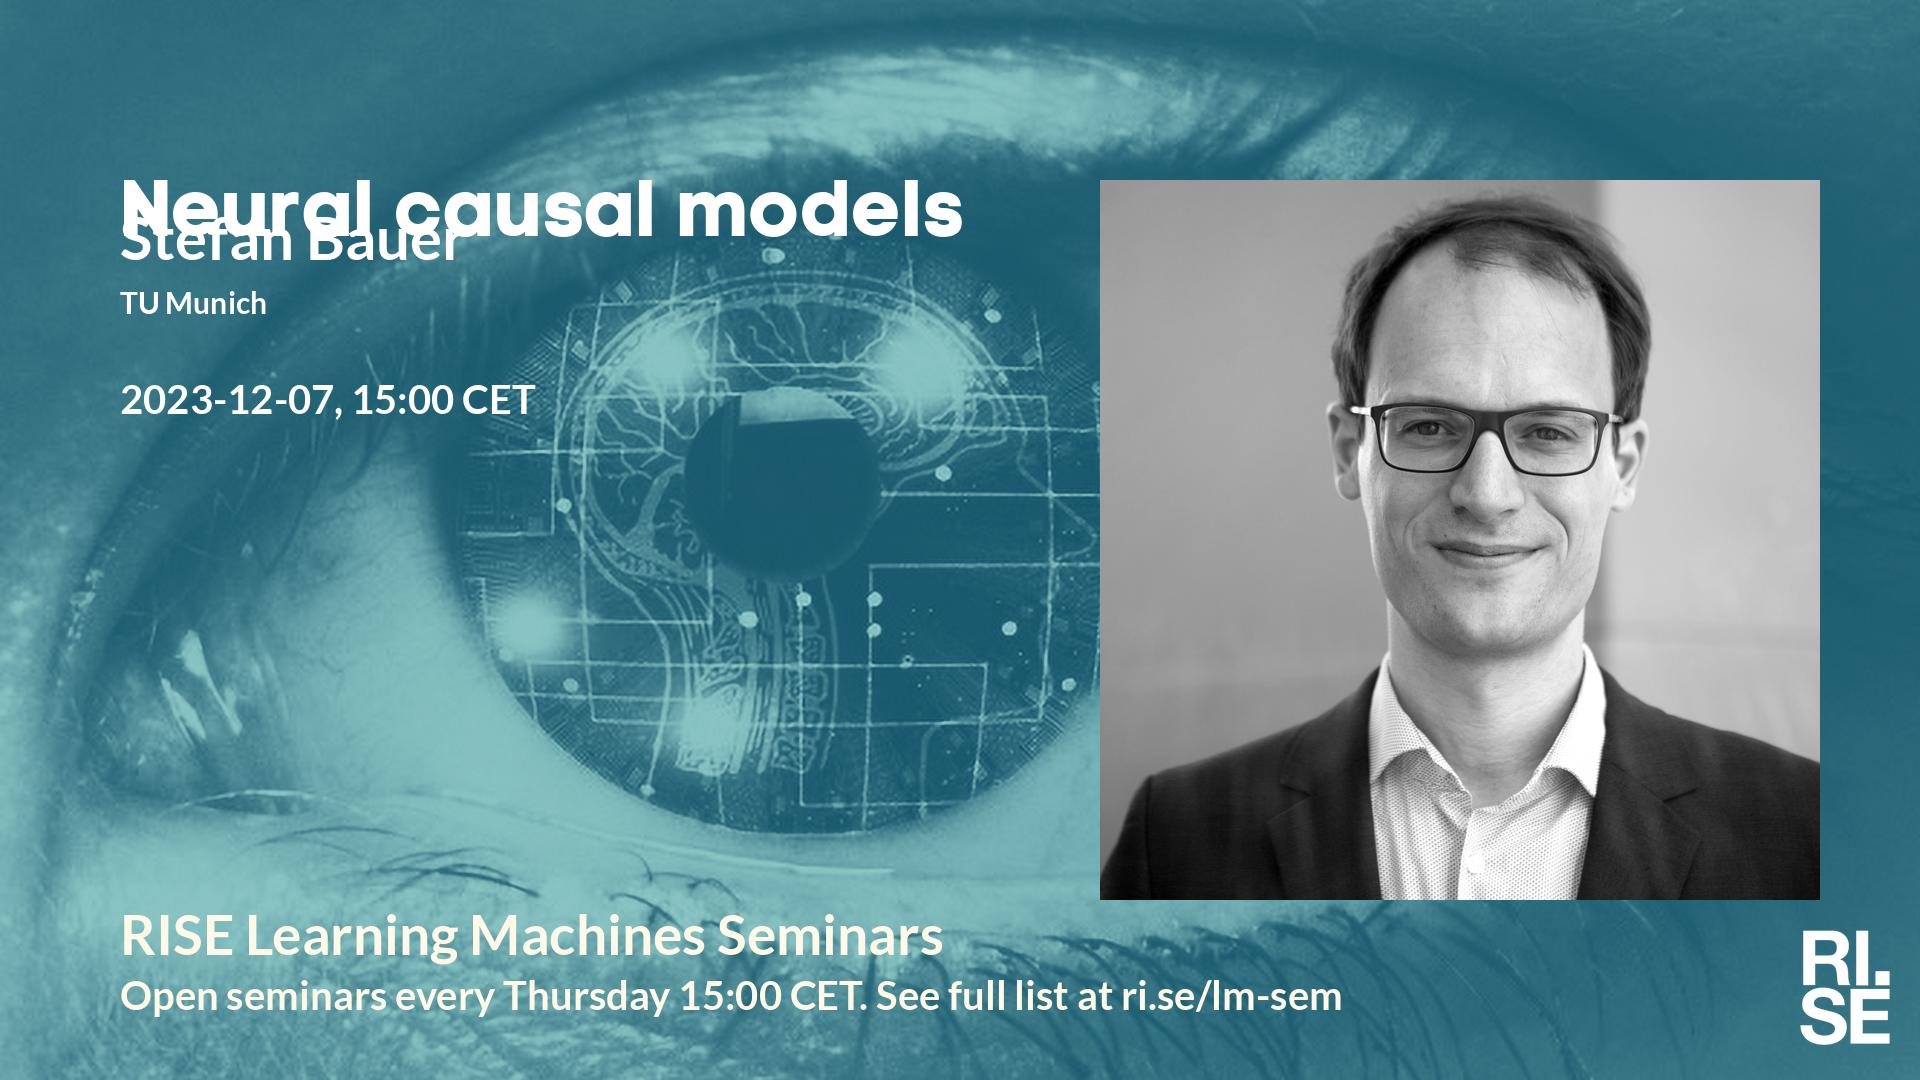 Neural causal models
Stefan Bauer
TU Munich
2023-12-07, 15:00 CET
RISE Learning Machines Seminars
Open seminars every Thursday 15:00 CET. See full list at ri.se/lm-sem
RI.
SE